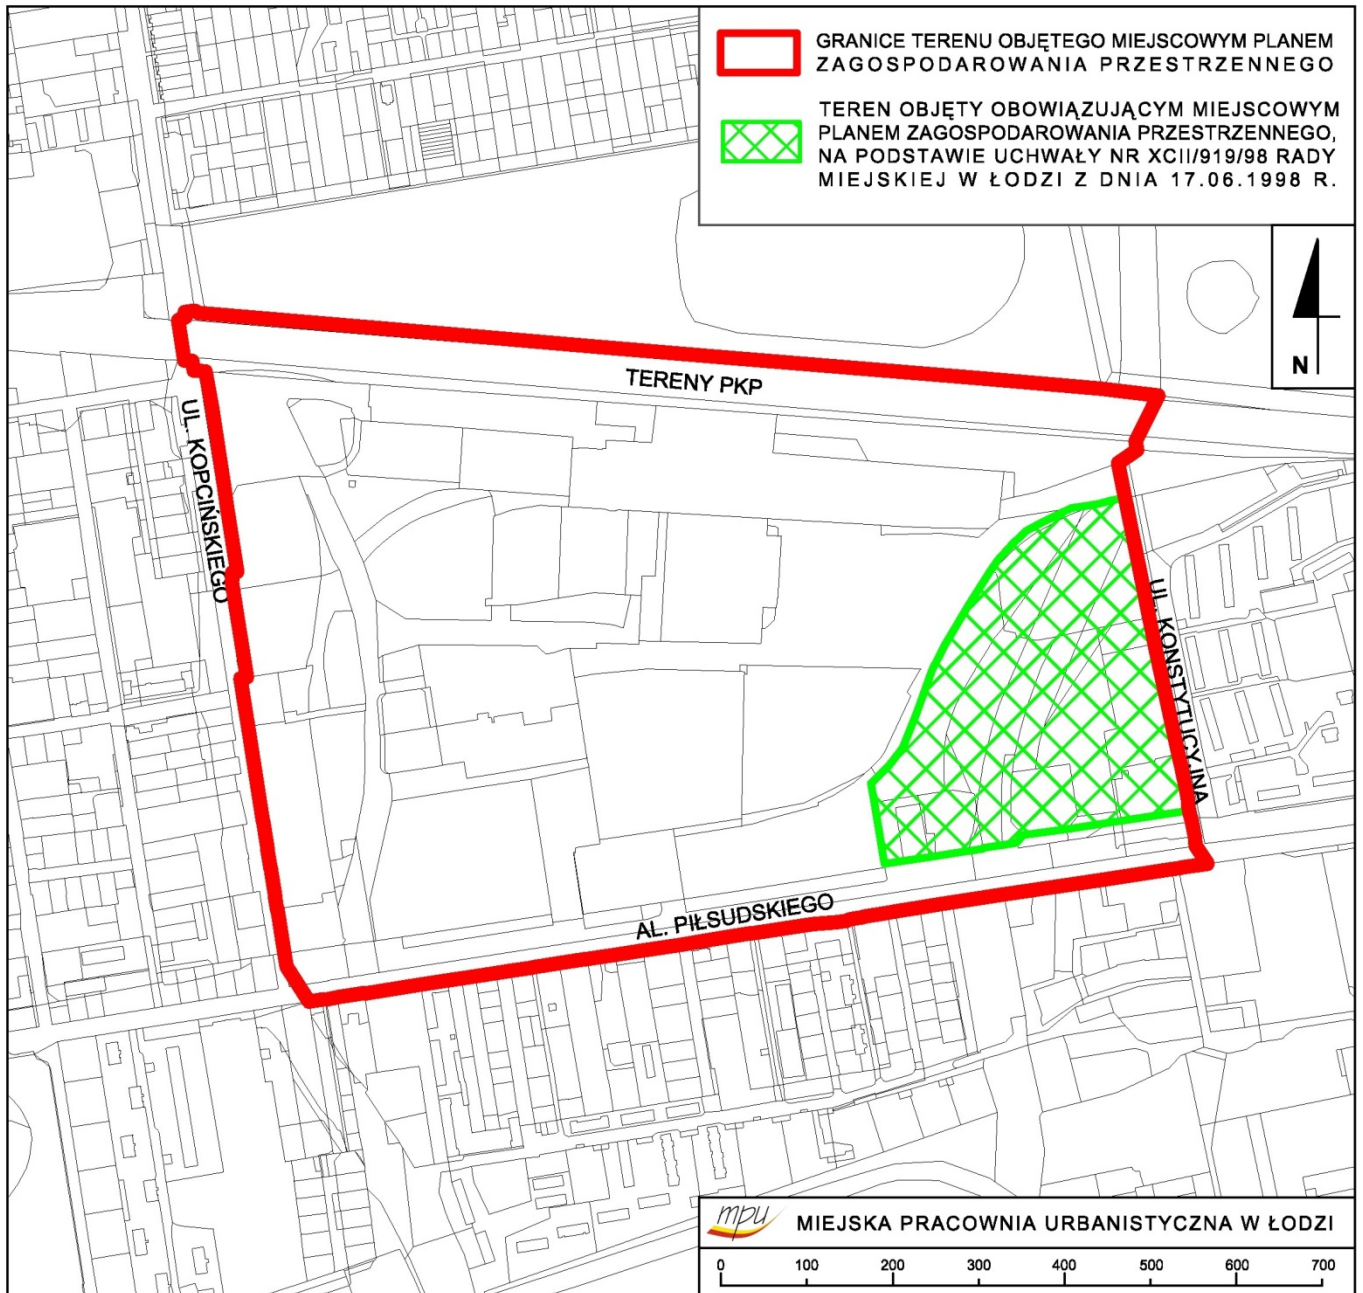 GRANICE TERENU OBJĘTEGO MIEJSCOWYM PLANEM
ZAGOSPODAROWANIA PRZESTRZENNEGO
TEREN OBJĘTY OBOWIĄZUJĄCYM MIEJSCOWYM
PLANEM ZAGOSPODAROWANIA PRZESTRZENNEGO,
NA PODSTAWIE UCHWAŁY NR XCII/919/98 RADY
MIEJSKIEJ W ŁODZI Z DNIA 17.06.1998 R.
N
TERENY PKP
UL. KOPCIŃSKIEGO
UL. KONSTYTUCYJNA
AL. PIŁSUDSKIEGO
mpu MIEJSKA PRACOWNIA URBANISTYCZNA W ŁODZI
0 100 200 300 400 500 600 700